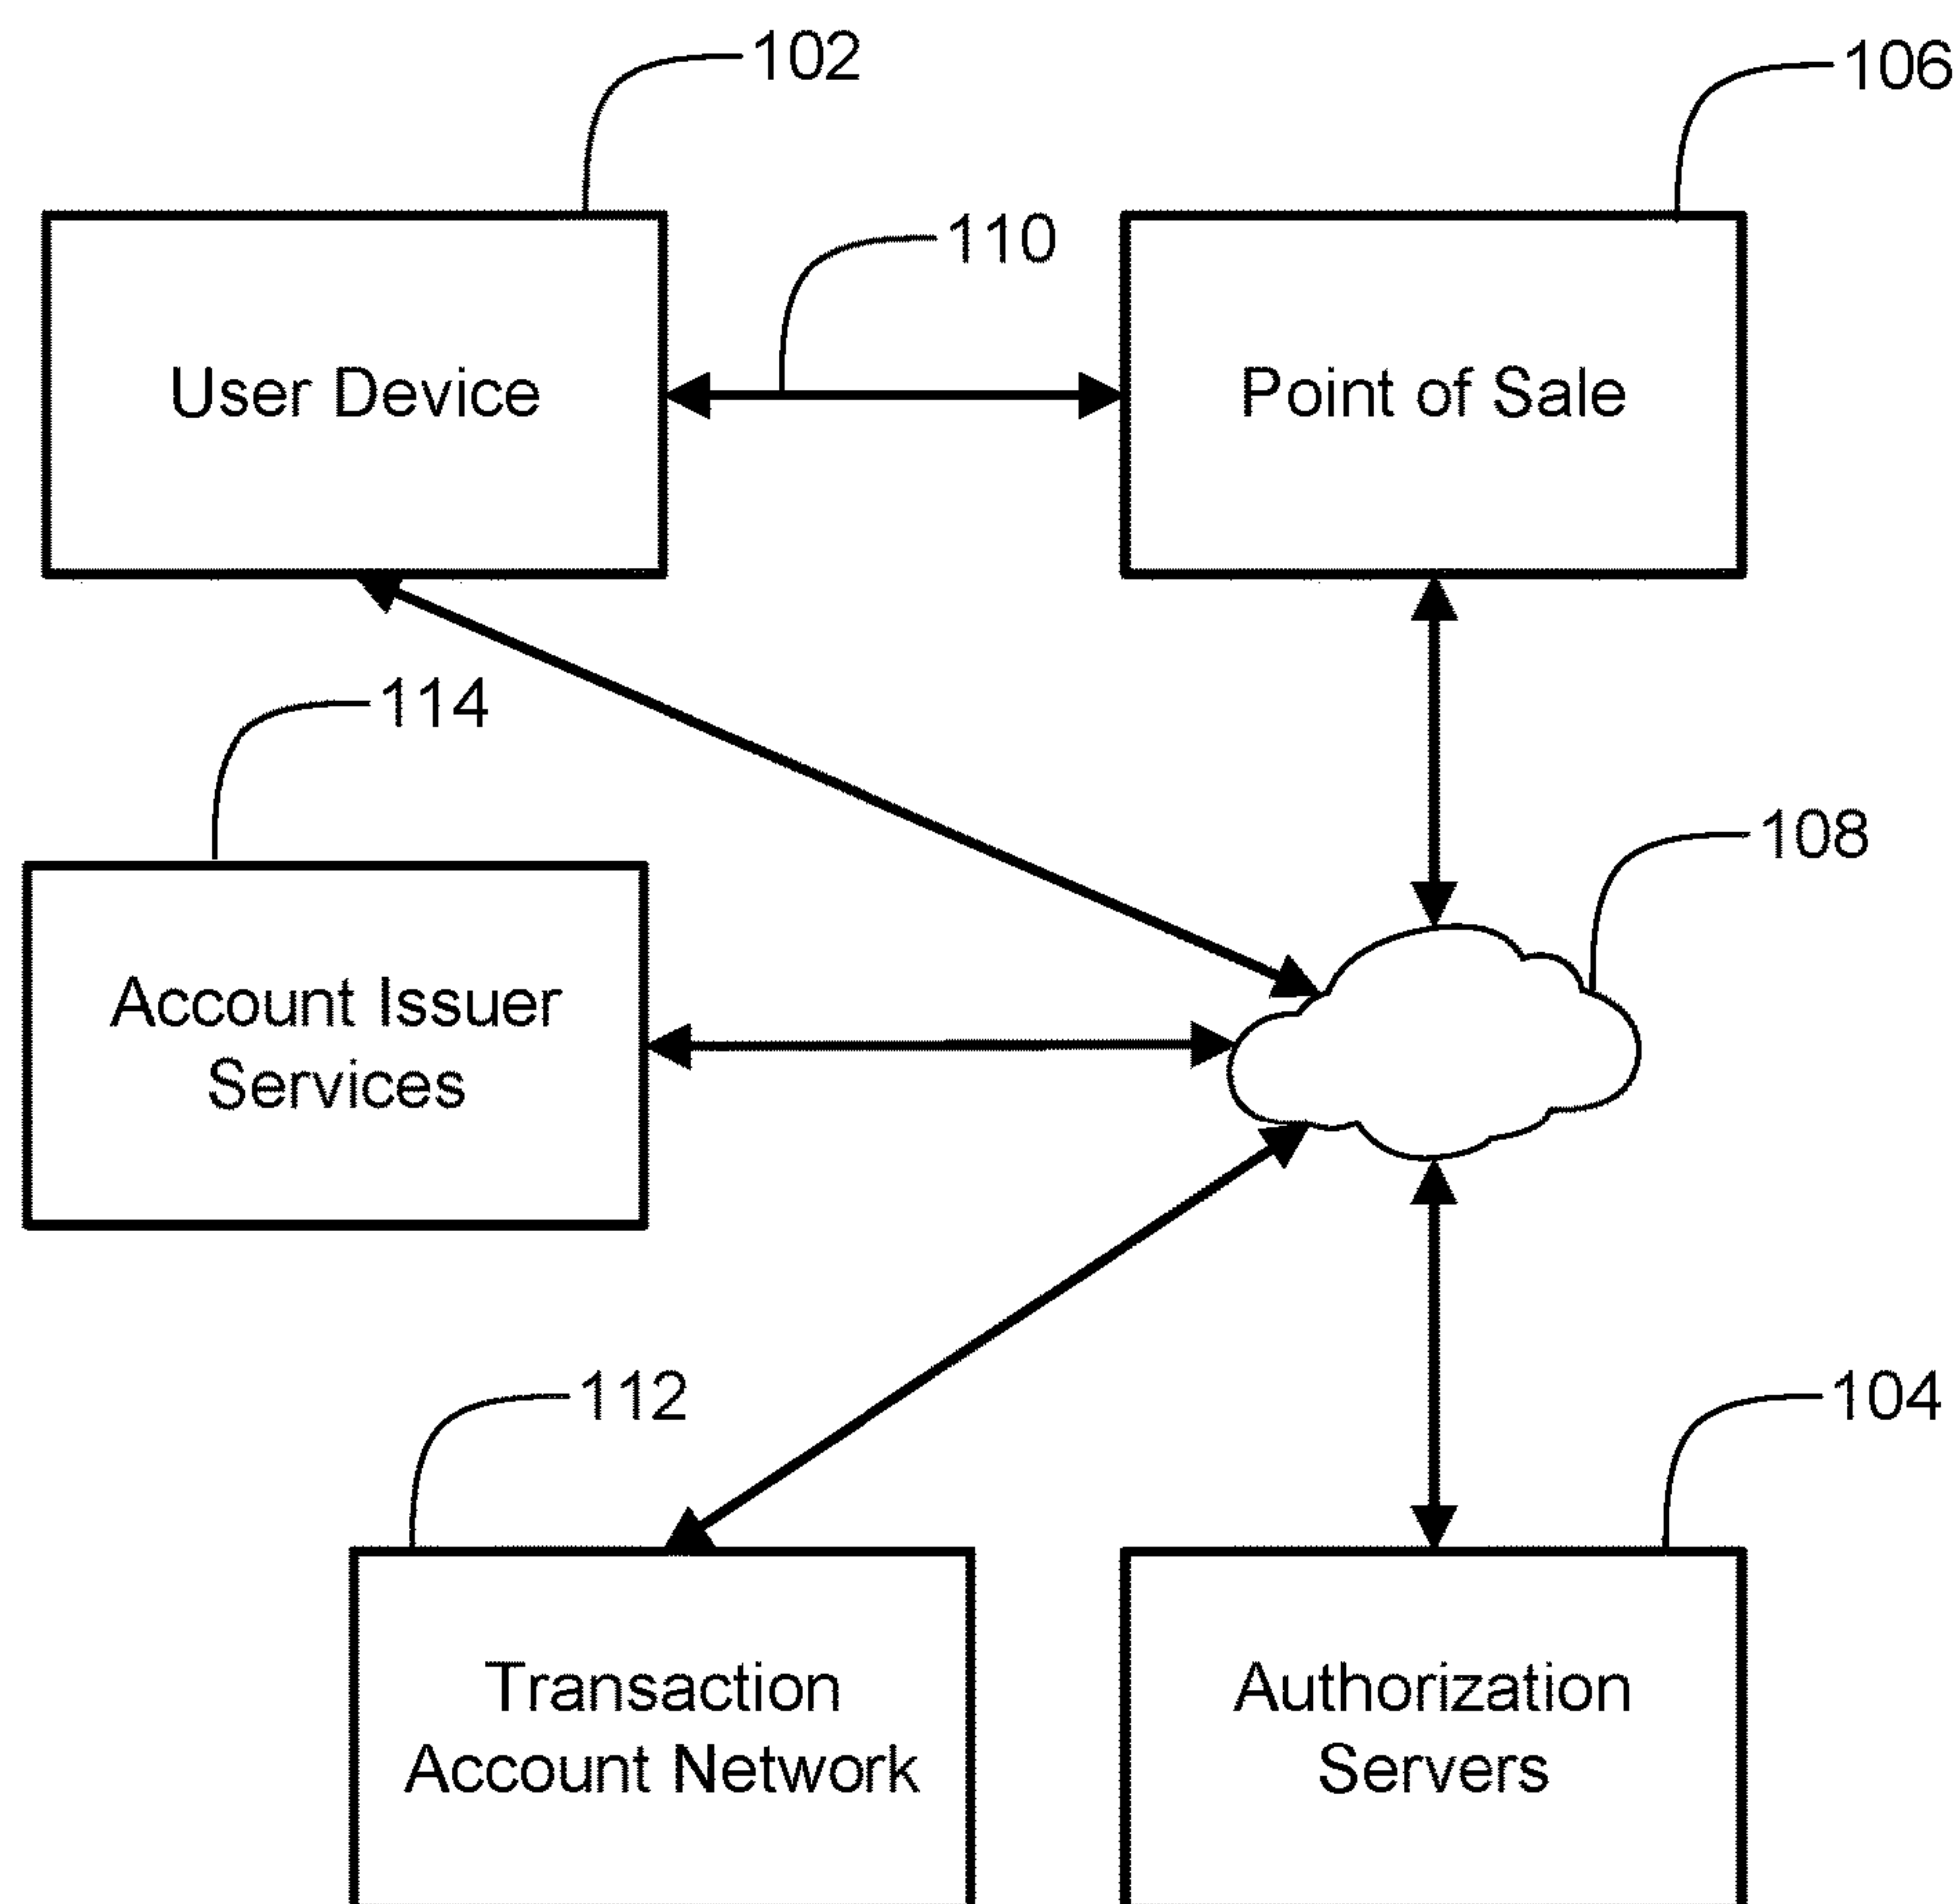 102
106
110
User Device
Point of Sale
114
108
Account Issuer
Services
112
104
Transaction
Account Network
Authorization
Servers